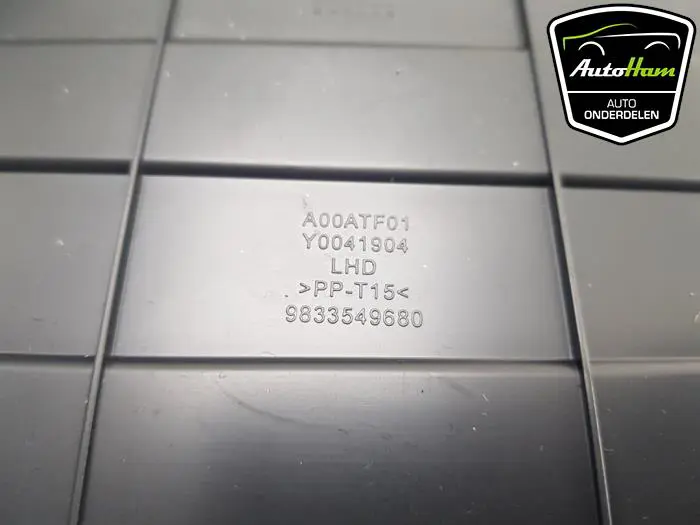 AutoHam
AUTO
ONDERDELEN
A00ATF01
Y0041904
LHD
>PP-T15<
9833549680